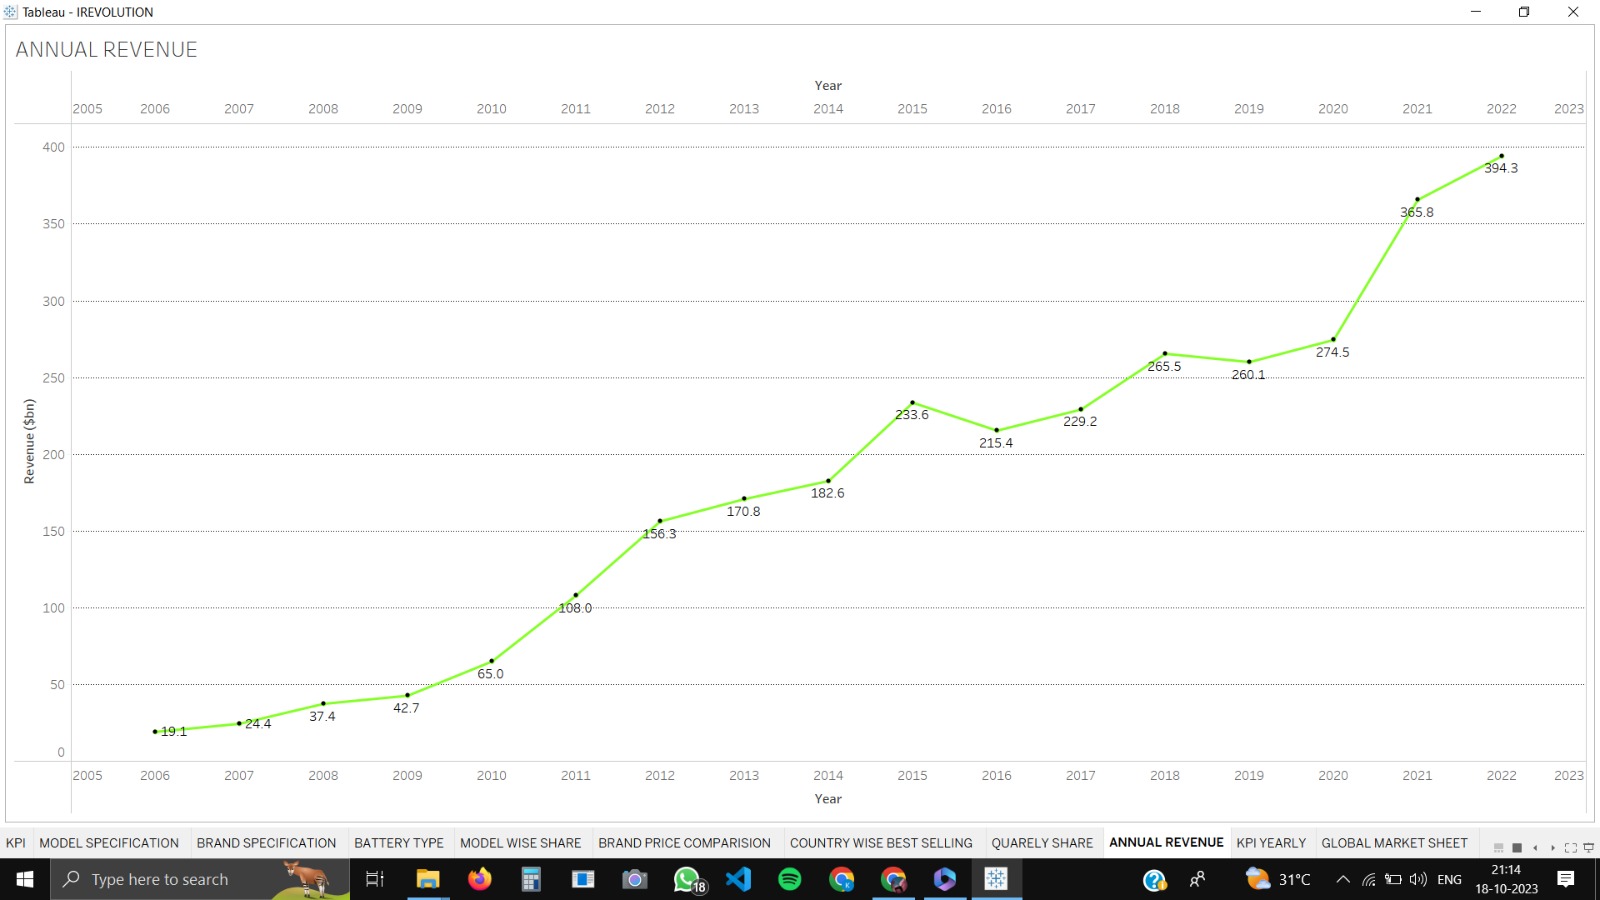 Tableau - IREVOLUTION
ANNUAL REVENUE
Year
2005 2006 2007 2008 2009 2010 2011 2012 2013 2014 2015 2016 2017 2018 2019 2020 2021 2022 2023
400
350
300
250
200
150
100
50
0
Revenue ($bn)
19.1
24.4
37.4
42.7
65.0
108.0
156.3
170.8
182.6
233.6
215.4
229.2
265.5
260.1
274.5
365.8
394.3
2005 2006 2007 2008 2009 2010 2011 2012 2013 2014 2015 2016 2017 2018 2019 2020 2021 2022 2023
Year
KPI MODEL SPECIFICATION BRAND SPECIFICATION BATTERY TYPE MODEL WISE SHARE BRAND PRICE COMPARISION COUNTRY WISE BEST SELLING QUARELY SHARE ANNUAL REVENUE KPI YEARLY GLOBAL MARKET SHEET
Type here to search
18
K
31°C
ENG
21:14
18-10-2023